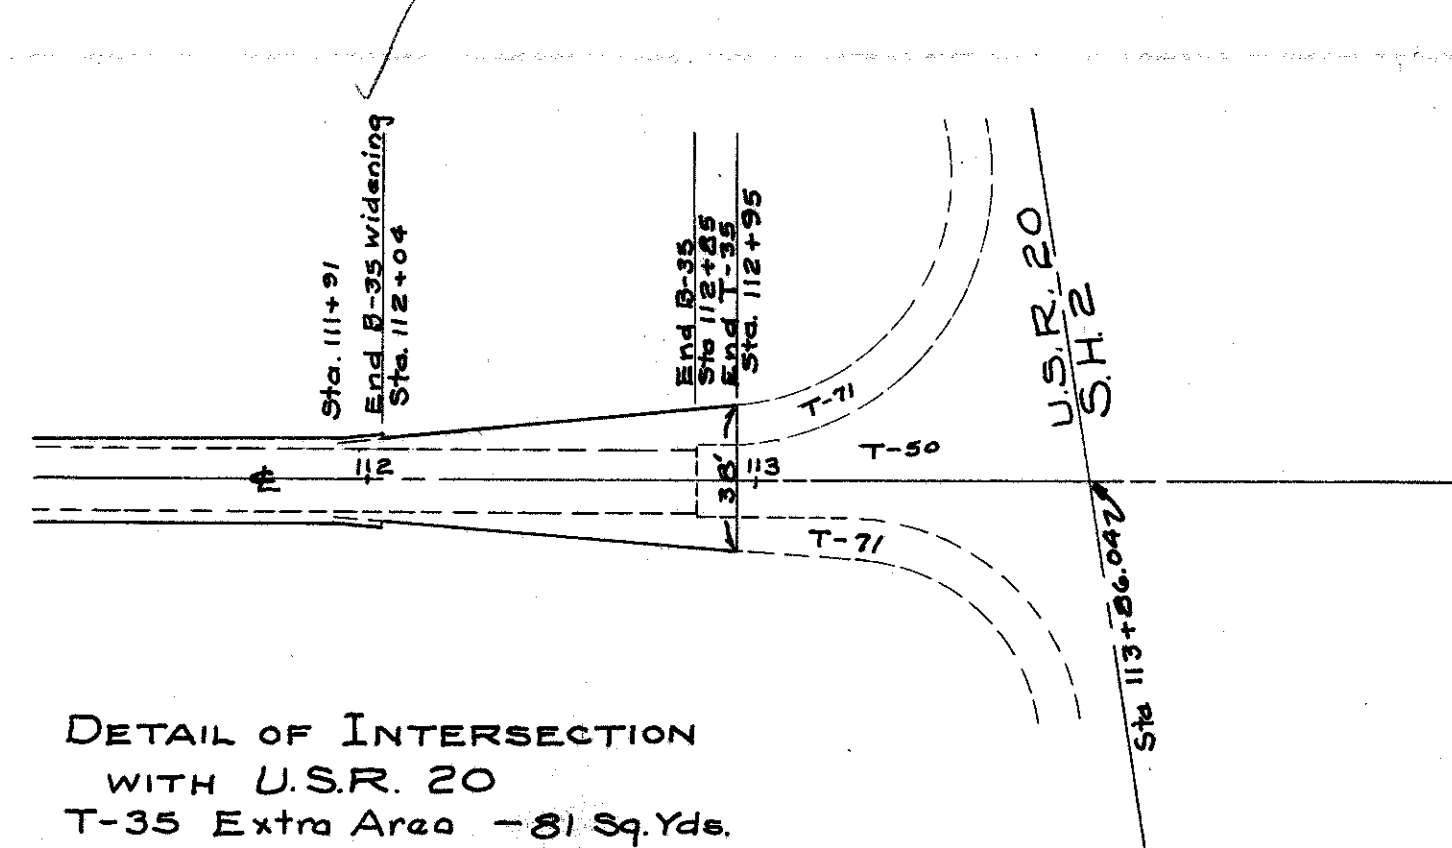 Sta. 111+91
End B-35 widening
Sta. 112+04
End B-35
Sta 112+85
End T-35
Sta. 112+95
U.S.R. 20
S.H. 2
T-71
T-50
112
38'
113
T-71
Sta 113+86.047
DETAIL OF INTERSECTION
WITH U.S.R. 20
T-35 Extra Area - 81 Sq. Yds.